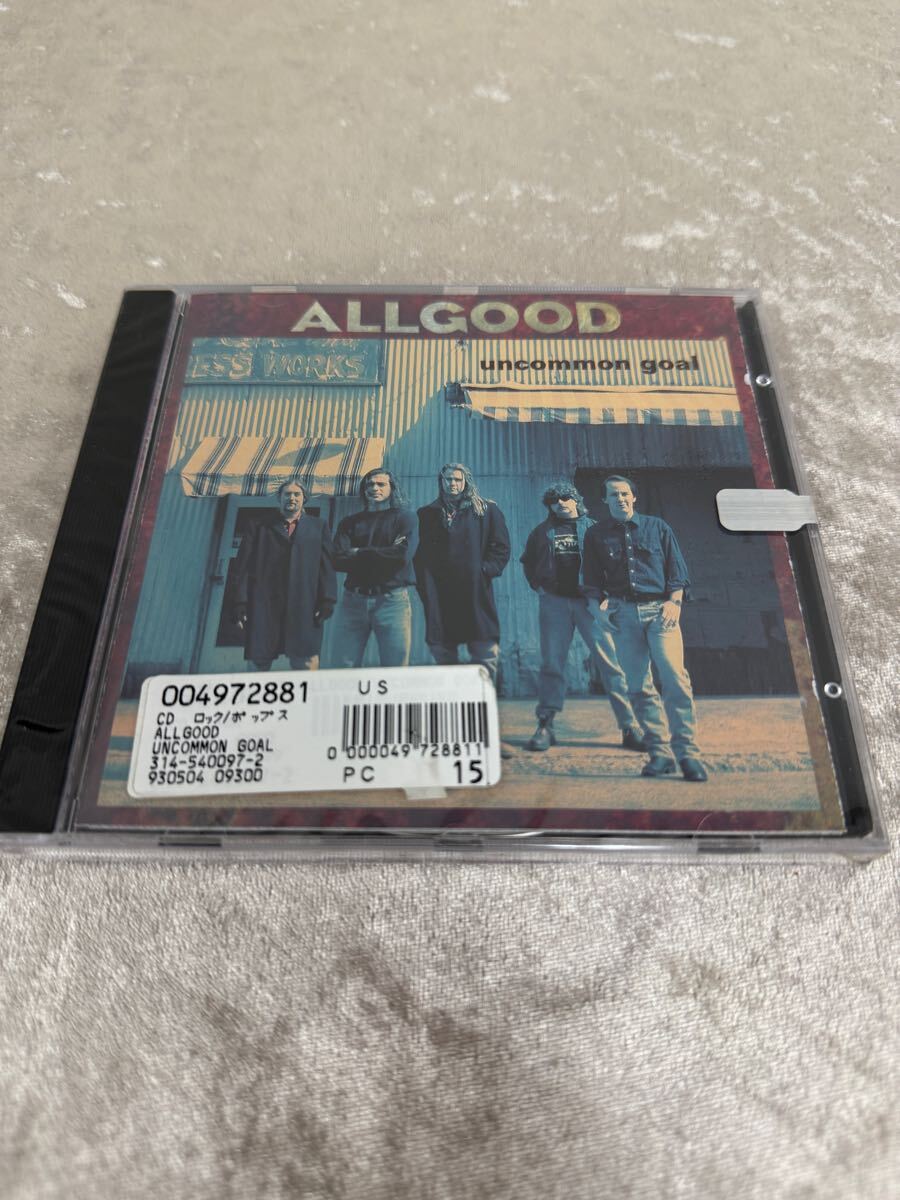 ALLGOOD
uncommon goal
ESS WORKS
004972881 US
CD ロック/ポップス
ALLGOOD
UNCOMMON GOAL
314-540097-2
930504 09300
0 000049 728811
PC 15